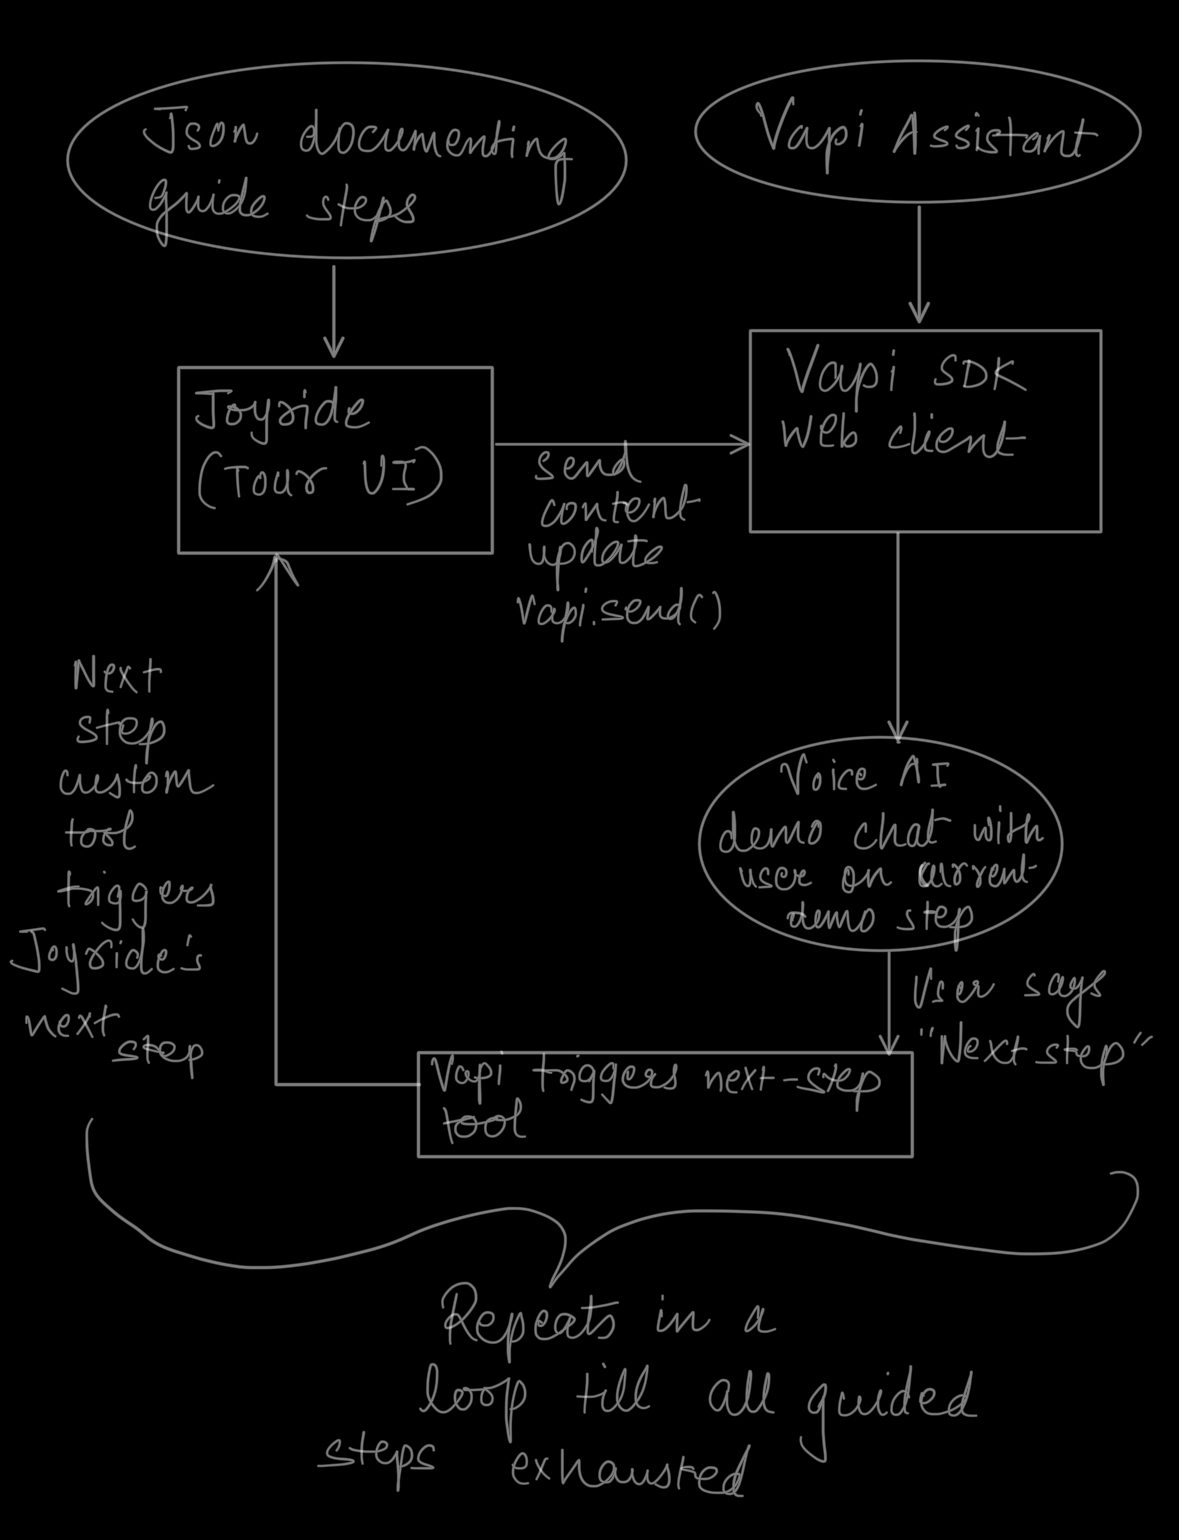 Json documenting
guide steps
Vapi Assistant
Joyride
(Tour UI)
send
content
update
Vapi.send()
Vapi SDK
Web client
Next
step
custom
tool
triggers
Joyride's
next
step
Voice AI
demo chat with
user on current
demo step
User says
"Next step"
Vapi triggers next-step
tool
Repeats in a
loop till all guided
steps exhausted